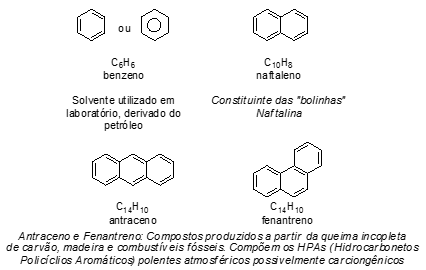 ou
C6H6
benzeno
C10H8
naftaleno
Solvente utilizado em
laboratório, derivado do
petróleo
Constituinte das "bolinhas"
Naftalina
C14H10
antraceno
C14H10
fenantreno
Antraceno e Fenantreno: Compostos produzidos a partir da queima incopleta
de carvão, madeira e combustíveis fósseis. Compõem os HPAs (Hidrocarbonetos
Policíclios Aromáticos) polentes atmosféricos possivelmente carciongênicos